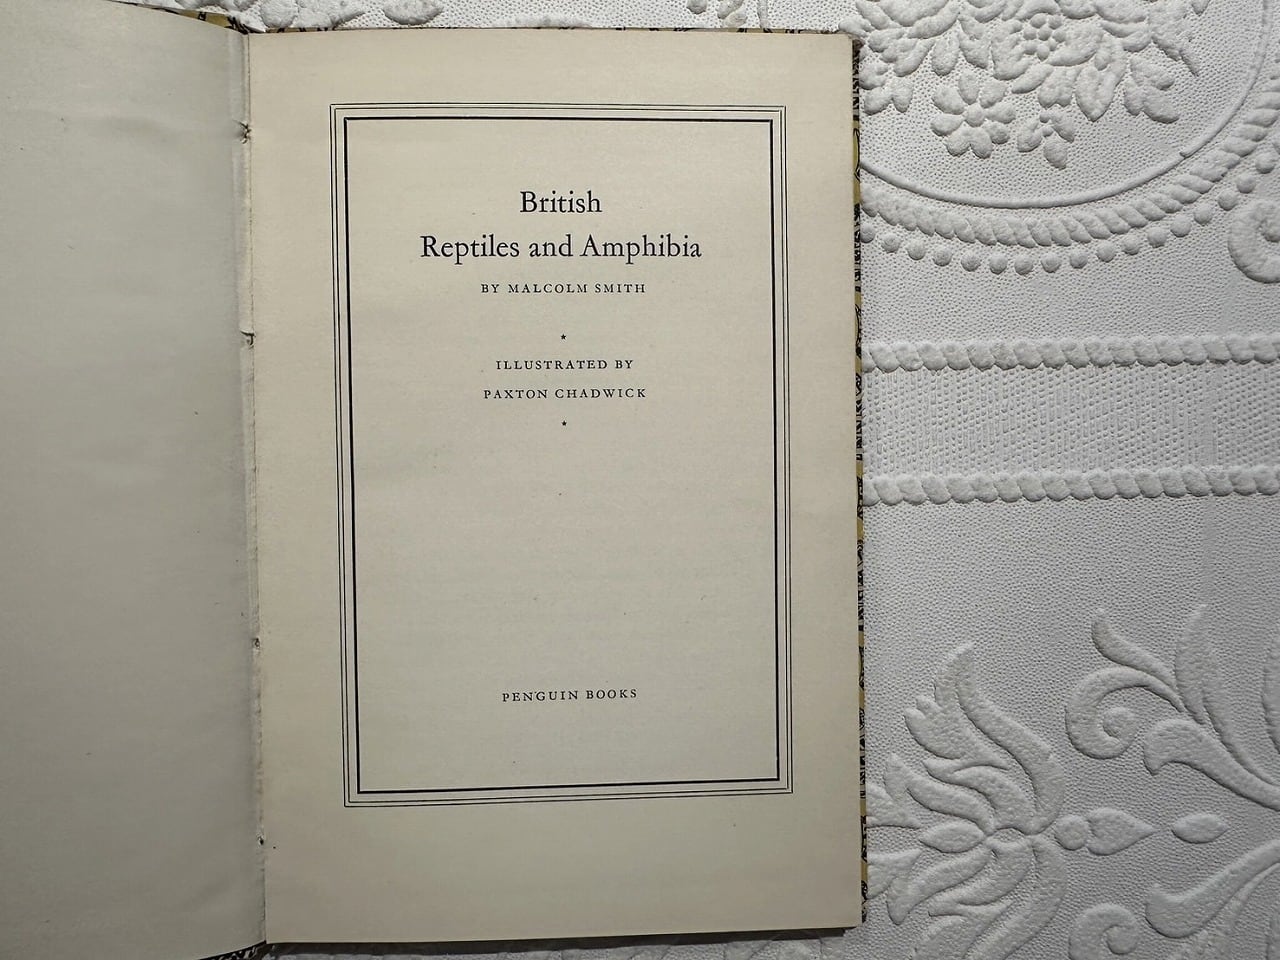 British
Reptiles and Amphibia
BY MALCOLM SMITH
★
ILLUSTRATED BY
PAXTON CHADWICK
★
PENGUIN BOOKS